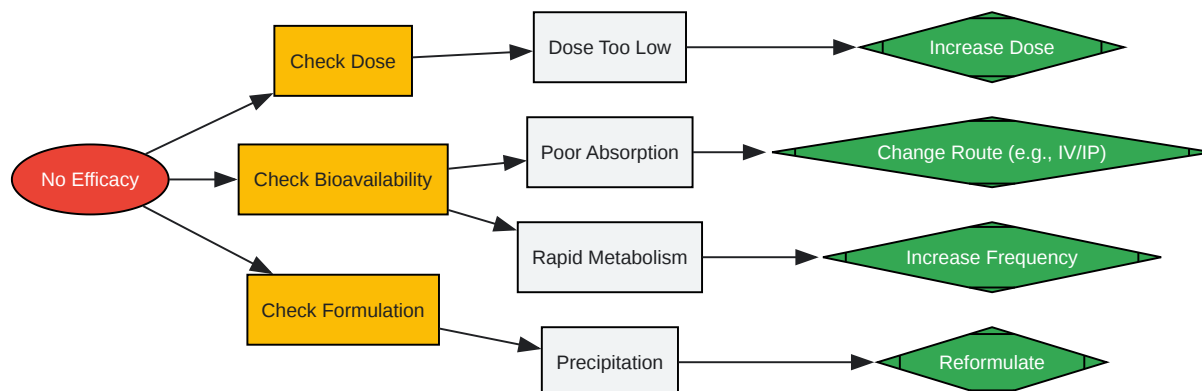 No Efficacy
Check Dose
Check Bioavailability
Check Formulation
Dose Too Low
Poor Absorption
Rapid Metabolism
Precipitation
Increase Dose
Change Route (e.g., IV/IP)
Increase Frequency
Reformulate